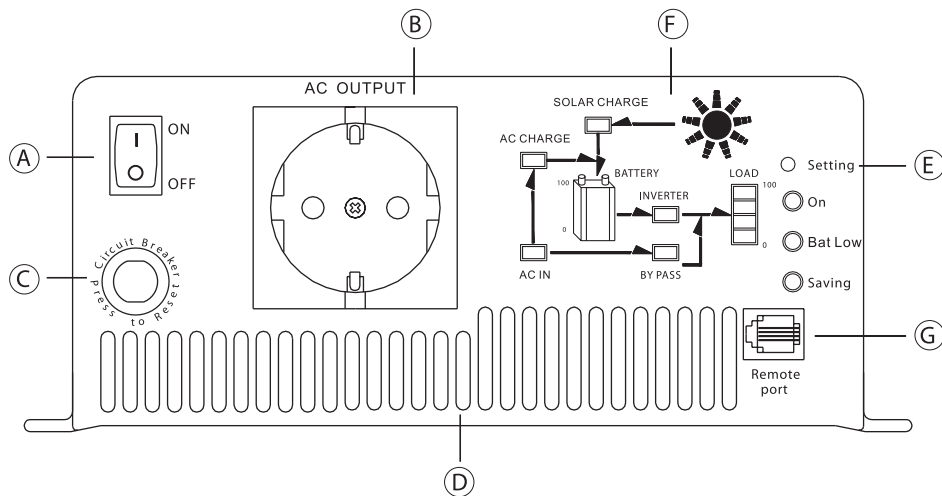 B
F
AC OUTPUT
SOLAR CHARGE
ON
AC CHARGE
A
E
Setting
BATTERY
LOAD
OFF
100
INVERTER
100
On
0
0
Bat Low
C
Circuit Breaker
Press to Reset
AC IN
BY PASS
Saving
G
Remote
port
D